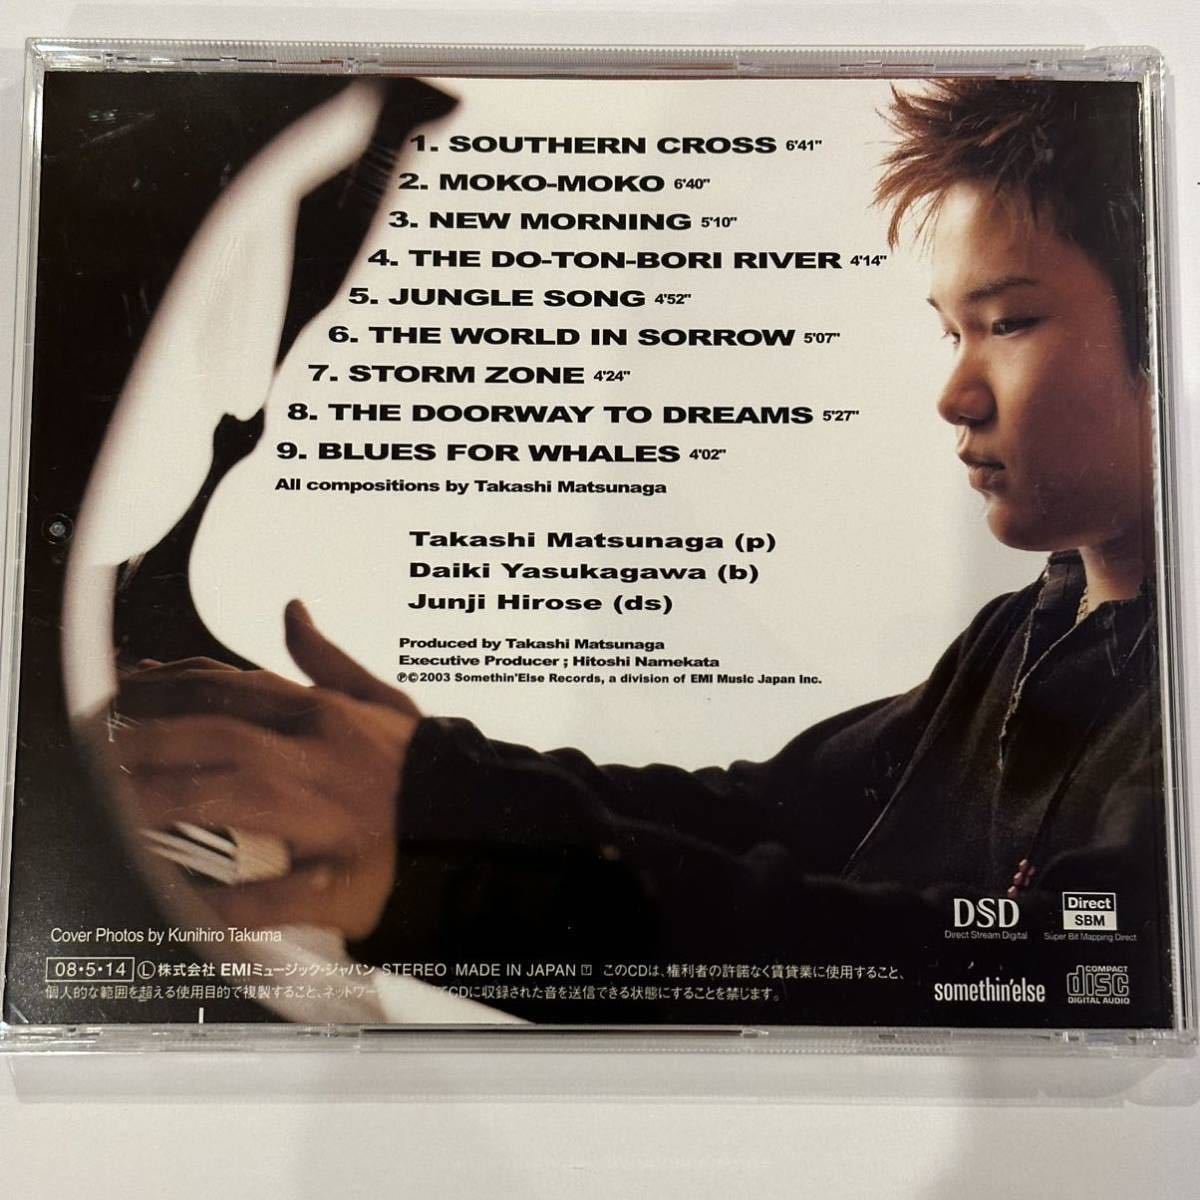 1. SOUTHERN CROSS 6'41"
2. MOKO-MOKO 6'40"
3. NEW MORNING 5'10"
4. THE DO-TON-BORI RIVER 4'14"
5. JUNGLE SONG 4'52"
6. THE WORLD IN SORROW 5'07"
7. STORM ZONE 4'24"
8. THE DOORWAY TO DREAMS 5'27"
9. BLUES FOR WHALES 4'02"
All compositions by Takashi Matsunaga
Takashi Matsunaga (p)
Daiki Yasukagawa (b)
Junji Hirose (ds)
Produced by Takashi Matsunaga
Executive Producer ; Hitoshi Namekata
℗©2003 Somethin'Else Records, a division of EMI Music Japan Inc.
Cover Photos by Kunihiro Takuma
DSD
Direct Stream Digital
Direct
SBM
Super Bit Mapping Direct
08・5・14 Ⓛ株式会社 EMIミュージック・ジャパン STEREO MADE IN JAPAN このCDは、権利者の許諾なく賃貸業に使用すること、
個人的な範囲を超える使用目的で複製すること、ネットワーク CDに収録された音を送信できる状態にすることを禁じます。
somethin'else
COMPACT
disc
DIGITAL AUDIO